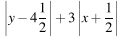 |y − 4 1/2| + 3|x + 1/2|